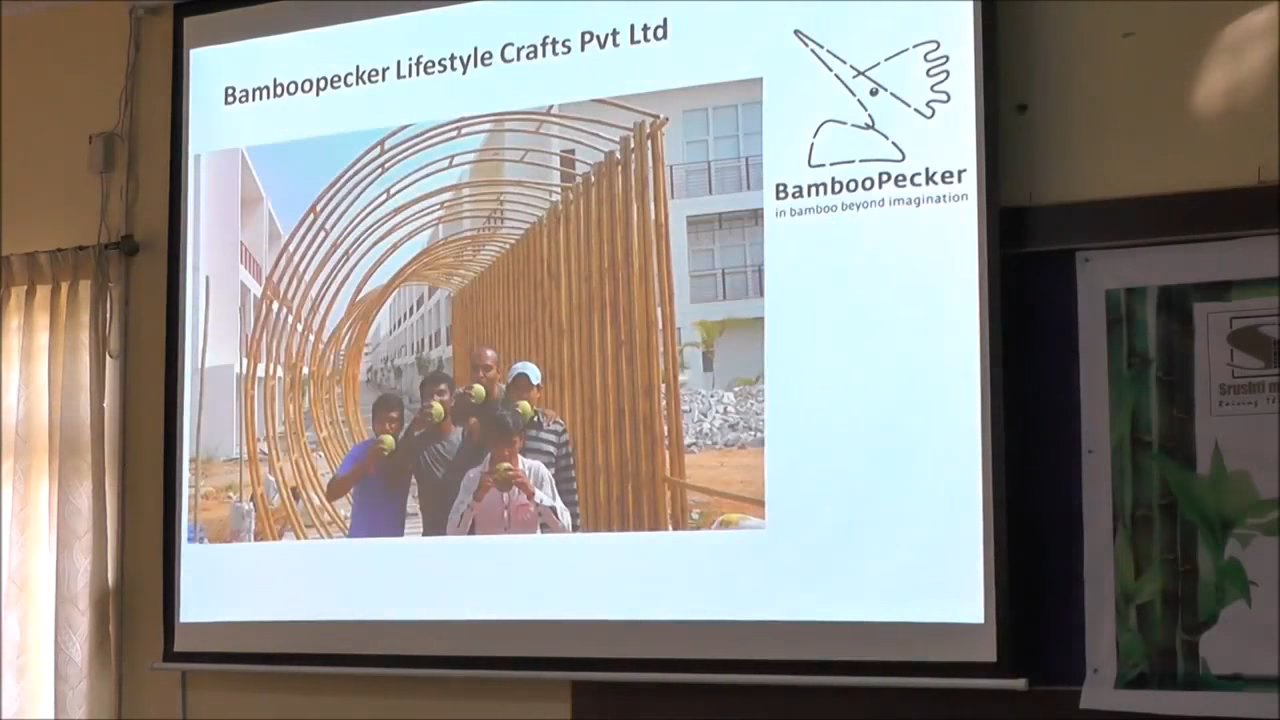 Bamboopecker Lifestyle Crafts Pvt Ltd
BambooPecker
in bamboo beyond imagination
Srushti